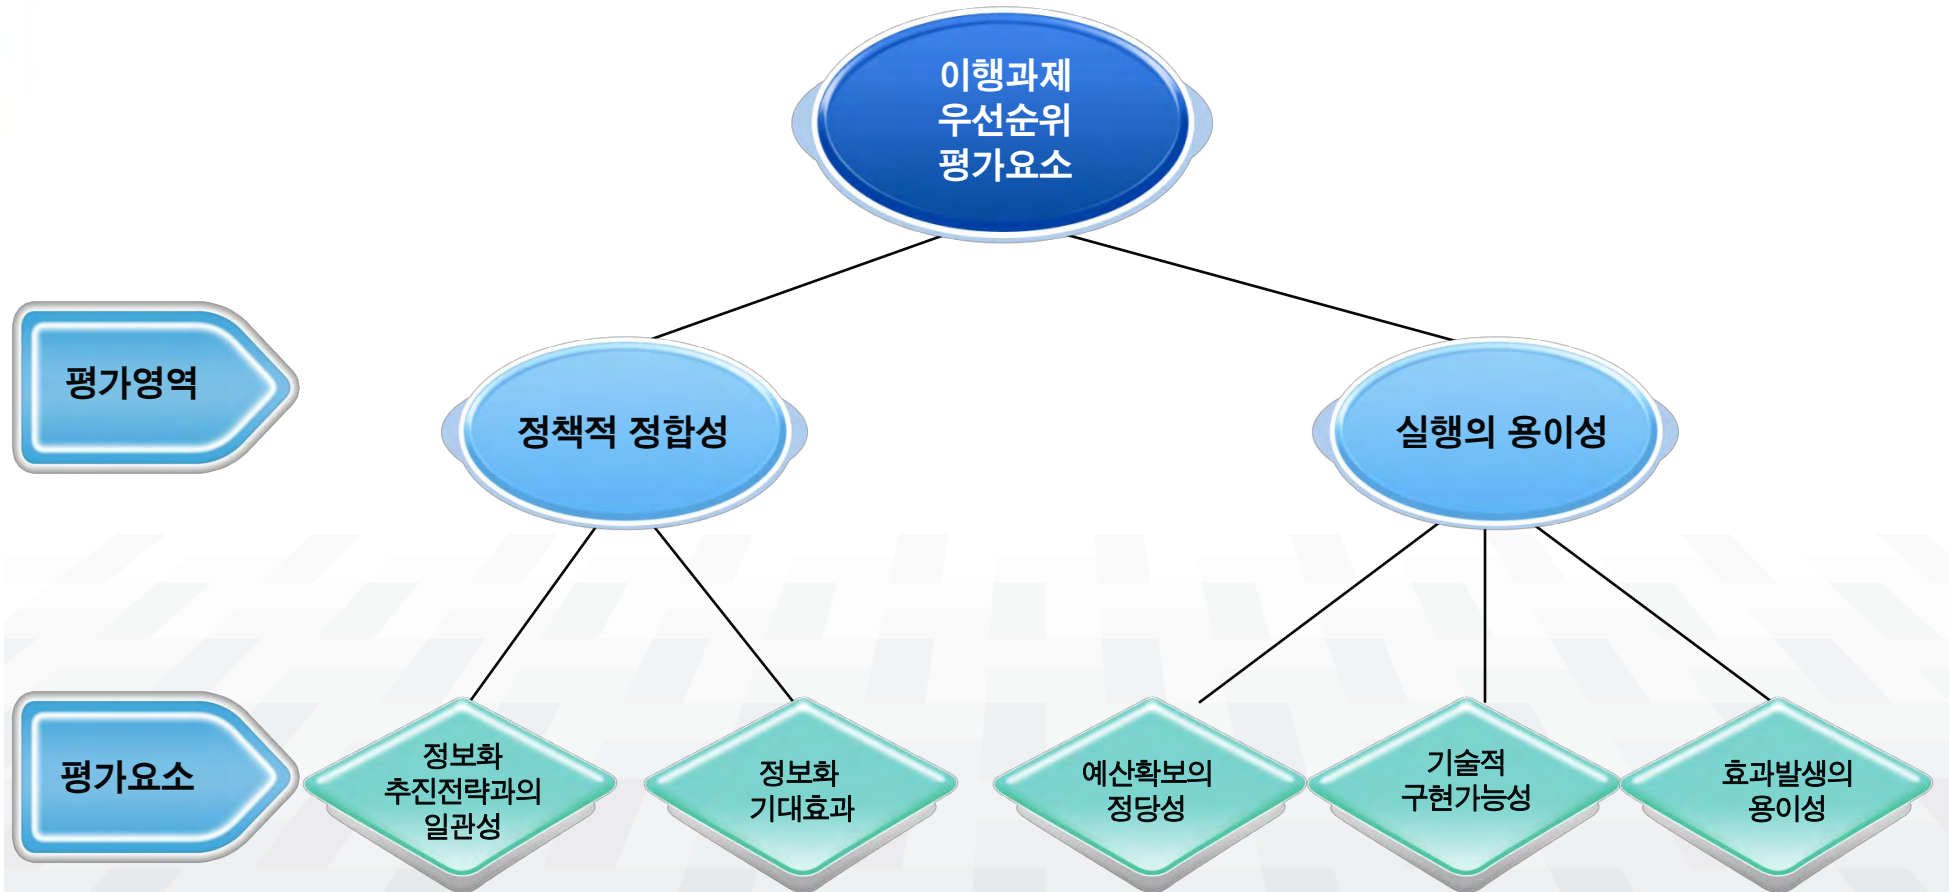 이행과제
우선순위
평가요소
평가영역
정책적 정합성
실행의 용이성
평가요소
정보화
추진전략과의
일관성
정보화
기대효과
예산확보의
정당성
기술적
구현가능성
효과발생의
용이성